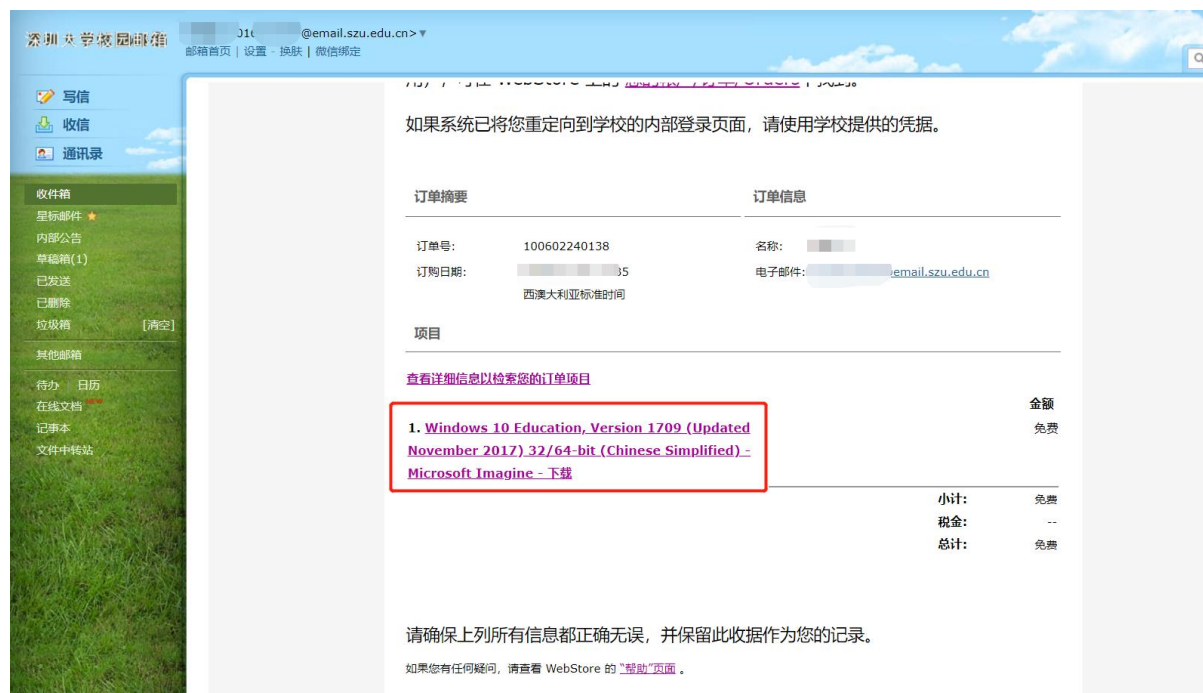 深圳大学校园邮箱
@email.szu.edu.cn>▼
邮箱首页 | 设置 - 换肤 | 微信绑定
写信
收信
通讯录
收件箱
星标邮件
内部公告
草稿箱(1)
已发送
已删除
垃圾箱 [清空]
其他邮箱
待办 日历
在线文档
记事本
文件中转站
如果系统已将您重定向到学校的内部登录页面，请使用学校提供的凭据。
订单摘要 订单信息
订单号: 100602240138 名称:
订购日期: 电子邮件: @email.szu.edu.cn
西澳大利亚标准时间
项目
查看详细信息以检索您的订单项目
金额
1. Windows 10 Education, Version 1709 (Updated 免费
November 2017) 32/64-bit (Chinese Simplified) -
Microsoft Imagine - 下载
小计: 免费
税金: --
总计: 免费
请确保上列所有信息都正确无误，并保留此收据作为您的记录。
如果您有任何疑问，请查看 WebStore 的 "帮助"页面 。